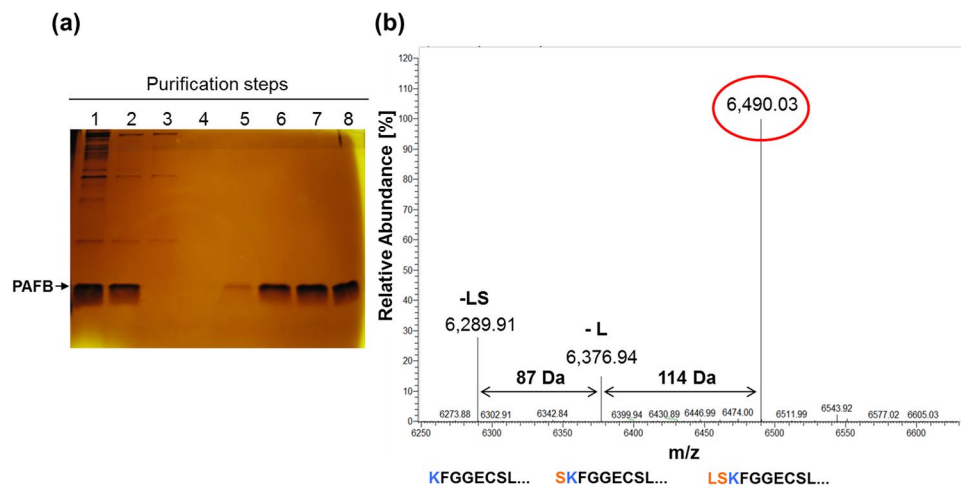 (a)
Purification steps
1 2 3 4 5 6 7 8
PAFB
(b)
Relative Abundance [%]
120
110
100
90
80
70
60
50
40
30
20
10
0
6,490.03
-LS
6,289.91
- L
6,376.94
87 Da
114 Da
6273.88 6302.91 6342.84 6399.94 6430.89 6446.99 6474.00 6511.99 6543.92 6577.02 6605.03
6250 6300 6350 6400 6450 6500 6550 6600
m/z
KFGGECSL... SKFGGECSL... LSKFGGECSL...